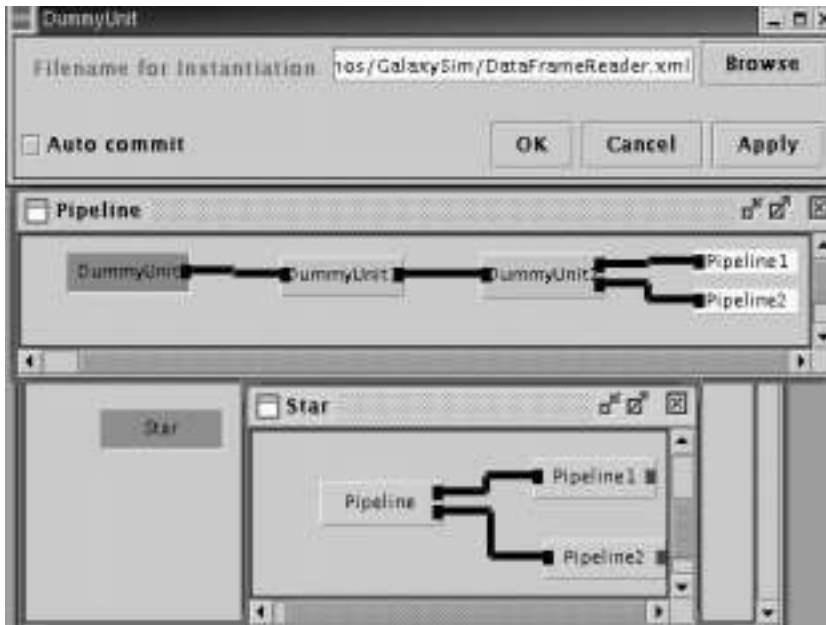 DummyUnit
Filename for Instantiation
nos/GalaxySim/DataFrameReader.xml
Browse
Auto commit
OK
Cancel
Apply
Pipeline
DummyUnit
DummyUnit
DummyUnit
Pipeline1
Pipeline2
Star
Star
Pipeline
Pipeline1
Pipeline2